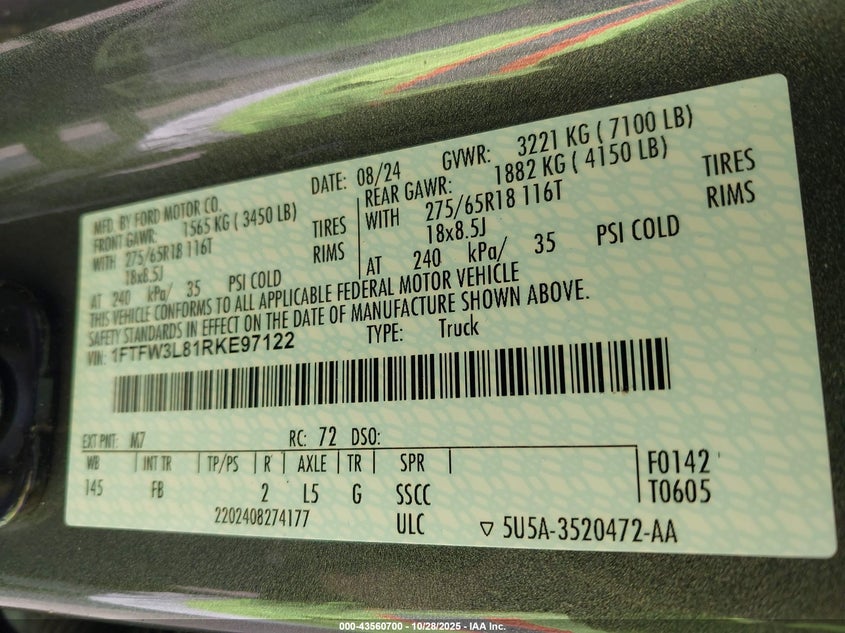 MFD. BY FORD MOTOR CO.
DATE: 08/24 GVWR: 3221 KG ( 7100 LB)
FRONT GAWR: 1565 KG ( 3450 LB)
REAR GAWR: 1882 KG ( 4150 LB)
WITH 275/65R18 116T TIRES
18x8.5J RIMS
AT 240 kPa/ 35 PSI COLD
WITH 275/65R18 116T TIRES
18x8.5J RIMS
AT 240 kPa/ 35 PSI COLD
THIS VEHICLE CONFORMS TO ALL APPLICABLE FEDERAL MOTOR VEHICLE
SAFETY STANDARDS IN EFFECT ON THE DATE OF MANUFACTURE SHOWN ABOVE.
VIN: 1FTFW3L81RKE97122 TYPE: Truck
EXT PNT: M7 RC: 72 DSO:
WB INT TR TP/PS R AXLE TR SPR
145 FB 2 L5 G SSCC
F0142
T0605
2202408274177 ULC ▽ 5U5A-3520472-AA
000-43560700 - 10/28/2025 - IAA Inc.